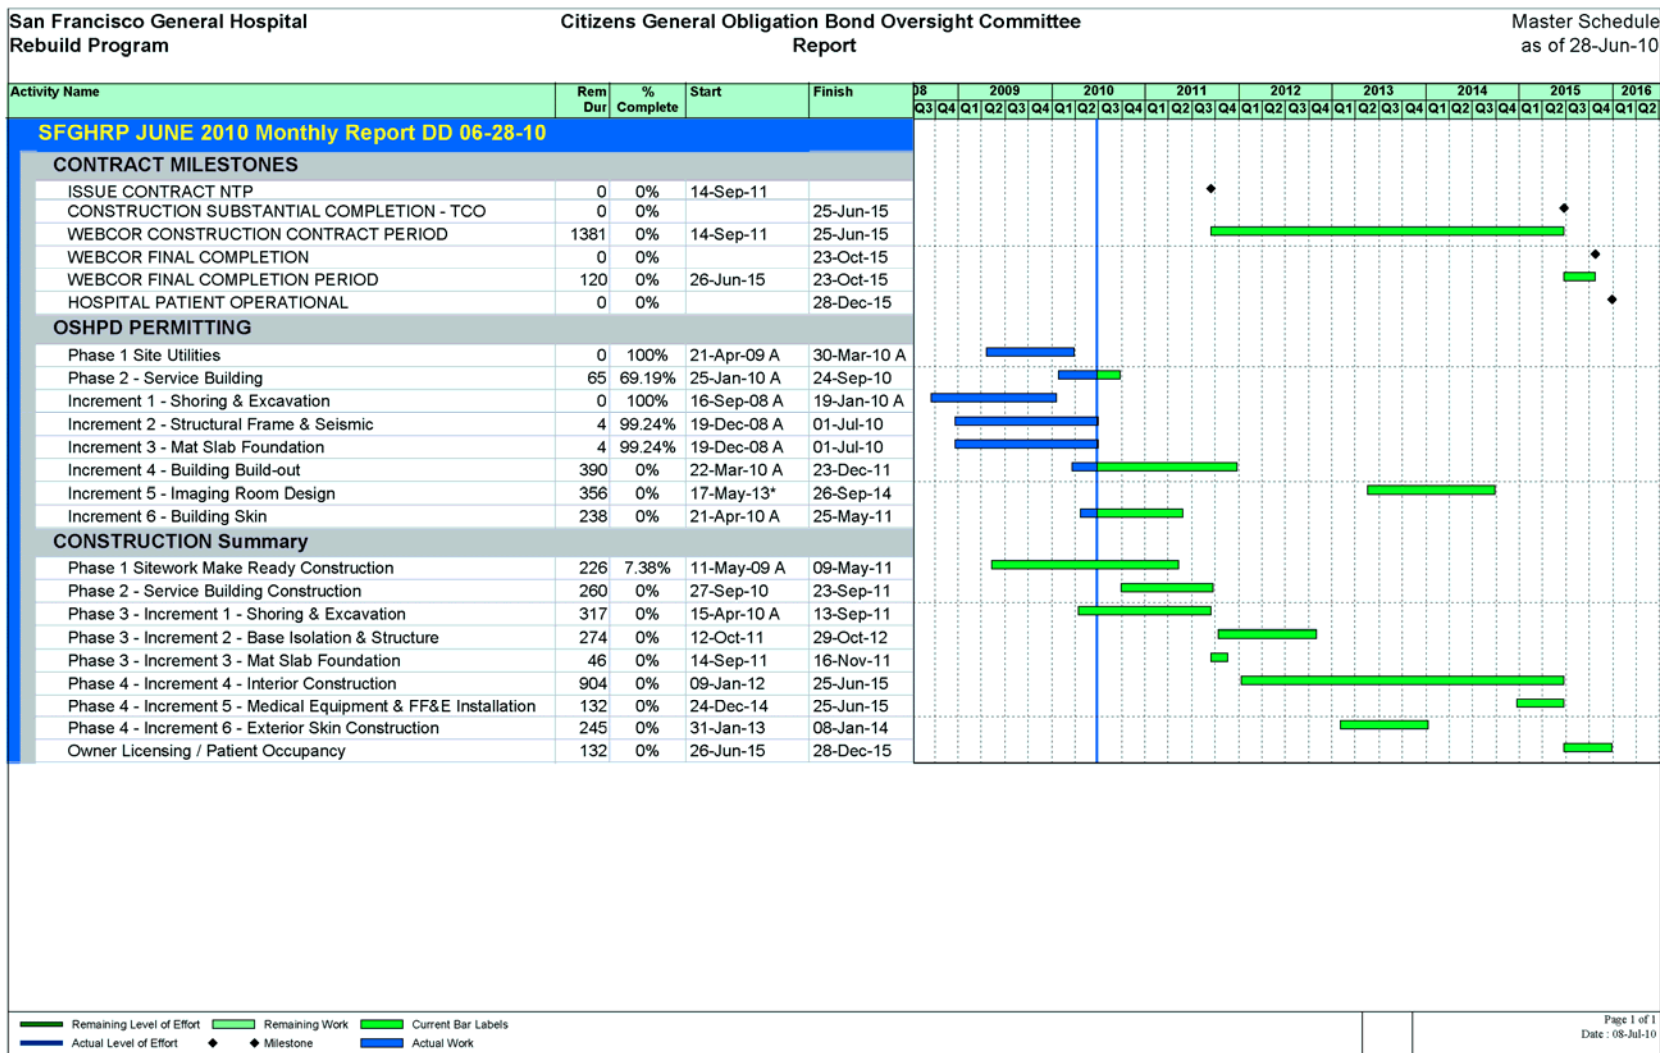 San Francisco General Hospital Citizens General Obligation Bond Oversight Committee Master Schedule
Rebuild Program Report as of 28-Jun-10
Activity Name Rem Dur % Complete Start Finish 08 2009 2010 2011 2012 2013 2014 2015 2016
Q3 Q4 Q1 Q2 Q3 Q4 Q1 Q2 Q3 Q4 Q1 Q2 Q3 Q4 Q1 Q2 Q3 Q4 Q1 Q2 Q3 Q4 Q1 Q2 Q3 Q4 Q1 Q2 Q3 Q4 Q1 Q2
SFGHRP JUNE 2010 Monthly Report DD 06-28-10
CONTRACT MILESTONES
ISSUE CONTRACT NTP 0 0% 14-Sep-11
CONSTRUCTION SUBSTANTIAL COMPLETION - TCO 0 0% 25-Jun-15
WEBCOR CONSTRUCTION CONTRACT PERIOD 1381 0% 14-Sep-11 25-Jun-15
WEBCOR FINAL COMPLETION 0 0% 23-Oct-15
WEBCOR FINAL COMPLETION PERIOD 120 0% 26-Jun-15 23-Oct-15
HOSPITAL PATIENT OPERATIONAL 0 0% 28-Dec-15
OSHPD PERMITTING
Phase 1 Site Utilities 0 100% 21-Apr-09 A 30-Mar-10 A
Phase 2 - Service Building 65 69.19% 25-Jan-10 A 24-Sep-10
Increment 1 - Shoring & Excavation 0 100% 16-Sep-08 A 19-Jan-10 A
Increment 2 - Structural Frame & Seismic 4 99.24% 19-Dec-08 A 01-Jul-10
Increment 3 - Mat Slab Foundation 4 99.24% 19-Dec-08 A 01-Jul-10
Increment 4 - Building Build-out 390 0% 22-Mar-10 A 23-Dec-11
Increment 5 - Imaging Room Design 356 0% 17-May-13* 26-Sep-14
Increment 6 - Building Skin 238 0% 21-Apr-10 A 25-May-11
CONSTRUCTION Summary
Phase 1 Sitework Make Ready Construction 226 7.38% 11-May-09 A 09-May-11
Phase 2 - Service Building Construction 260 0% 27-Sep-10 23-Sep-11
Phase 3 - Increment 1 - Shoring & Excavation 317 0% 15-Apr-10 A 13-Sep-11
Phase 3 - Increment 2 - Base Isolation & Structure 274 0% 12-Oct-11 29-Oct-12
Phase 3 - Increment 3 - Mat Slab Foundation 46 0% 14-Sep-11 16-Nov-11
Phase 4 - Increment 4 - Interior Construction 904 0% 09-Jan-12 25-Jun-15
Phase 4 - Increment 5 - Medical Equipment & FF&E Installation 132 0% 24-Dec-14 25-Jun-15
Phase 4 - Increment 6 - Exterior Skin Construction 245 0% 31-Jan-13 08-Jan-14
Owner Licensing / Patient Occupancy 132 0% 26-Jun-15 28-Dec-15
Remaining Level of Effort Remaining Work Current Bar Labels Page 1 of 1
Actual Level of Effort Milestone Actual Work Date : 08-Jul-10